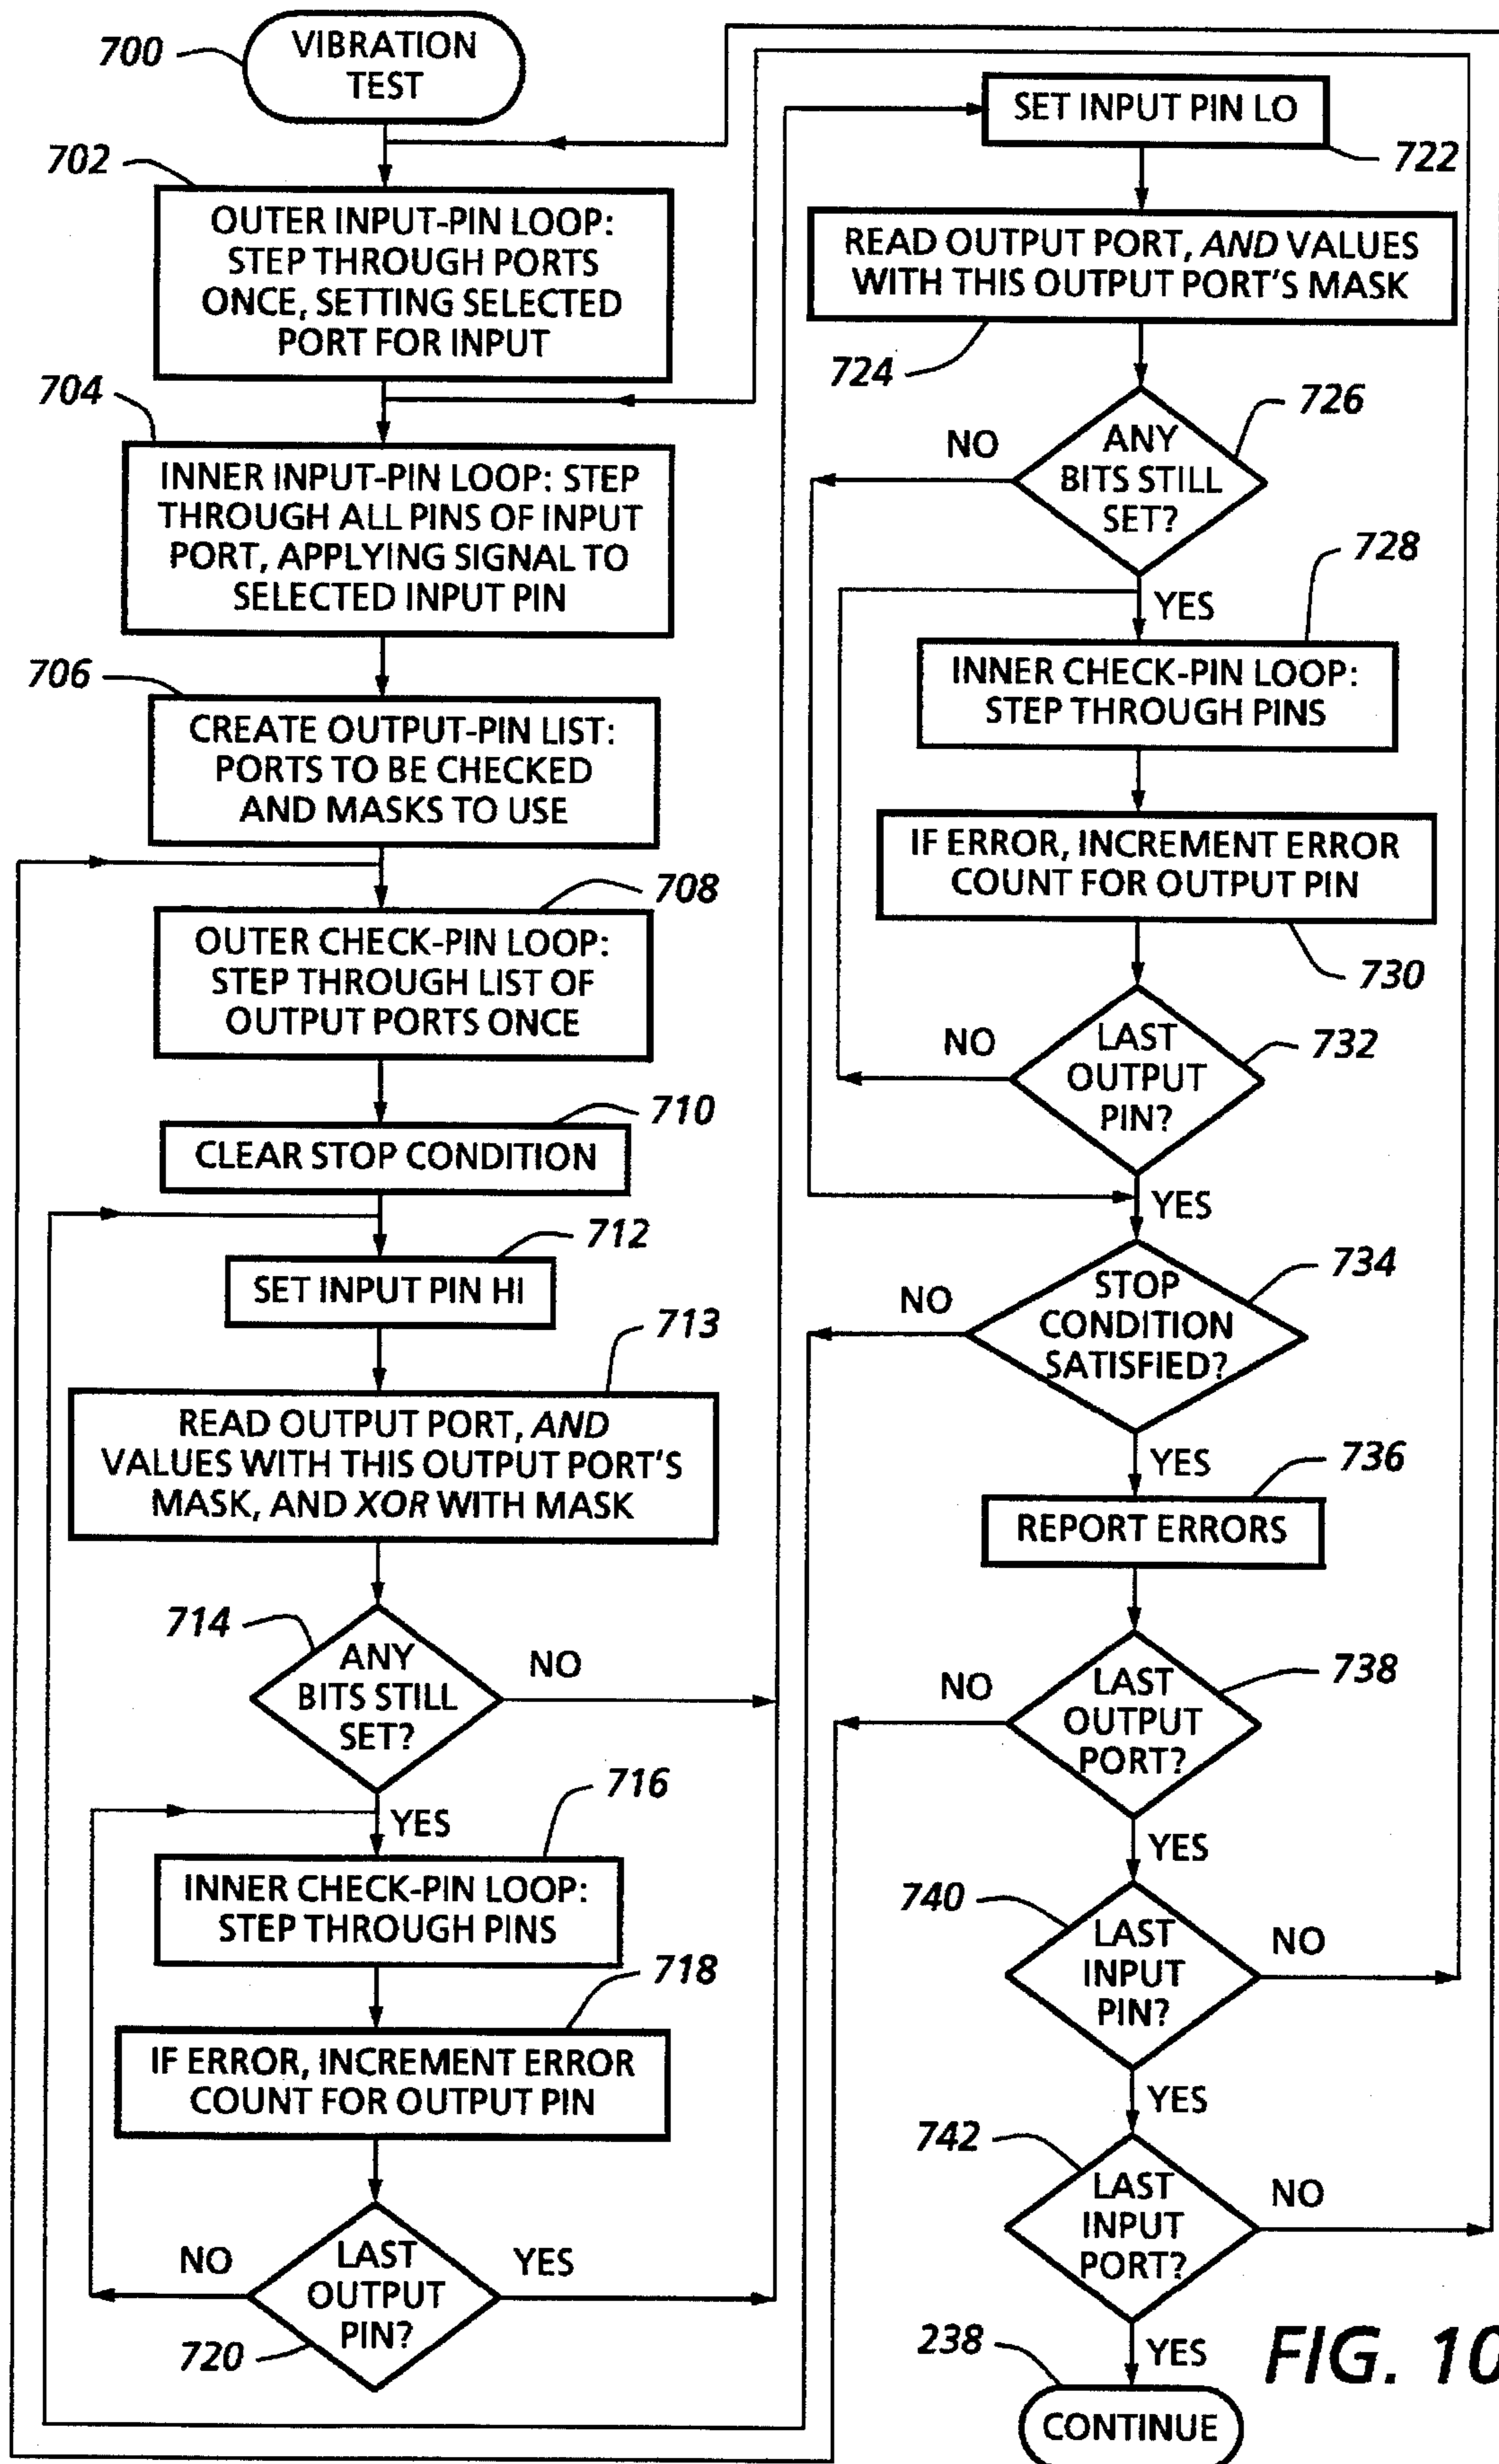 700
VIBRATION
TEST
702
OUTER INPUT-PIN LOOP:
STEP THROUGH PORTS
ONCE, SETTING SELECTED
PORT FOR INPUT
704
INNER INPUT-PIN LOOP: STEP
THROUGH ALL PINS OF INPUT
PORT, APPLYING SIGNAL TO
SELECTED INPUT PIN
706
CREATE OUTPUT-PIN LIST:
PORTS TO BE CHECKED
AND MASKS TO USE
708
OUTER CHECK-PIN LOOP:
STEP THROUGH LIST OF
OUTPUT PORTS ONCE
710
CLEAR STOP CONDITION
712
SET INPUT PIN HI
713
READ OUTPUT PORT, AND
VALUES WITH THIS OUTPUT PORT'S
MASK, AND XOR WITH MASK
714
ANY
BITS STILL
SET?
NO
YES
716
INNER CHECK-PIN LOOP:
STEP THROUGH PINS
718
IF ERROR, INCREMENT ERROR
COUNT FOR OUTPUT PIN
NO
LAST
OUTPUT
PIN?
YES
720
SET INPUT PIN LO
722
READ OUTPUT PORT, AND VALUES
WITH THIS OUTPUT PORT'S MASK
724
726
NO
ANY
BITS STILL
SET?
YES
728
INNER CHECK-PIN LOOP:
STEP THROUGH PINS
IF ERROR, INCREMENT ERROR
COUNT FOR OUTPUT PIN
730
NO
LAST
OUTPUT
PIN?
732
YES
734
NO
STOP
CONDITION
SATISFIED?
YES
736
REPORT ERRORS
738
NO
LAST
OUTPUT
PORT?
YES
740
LAST
INPUT
PIN?
NO
YES
742
LAST
INPUT
PORT?
NO
YES
238
CONTINUE
FIG. 10